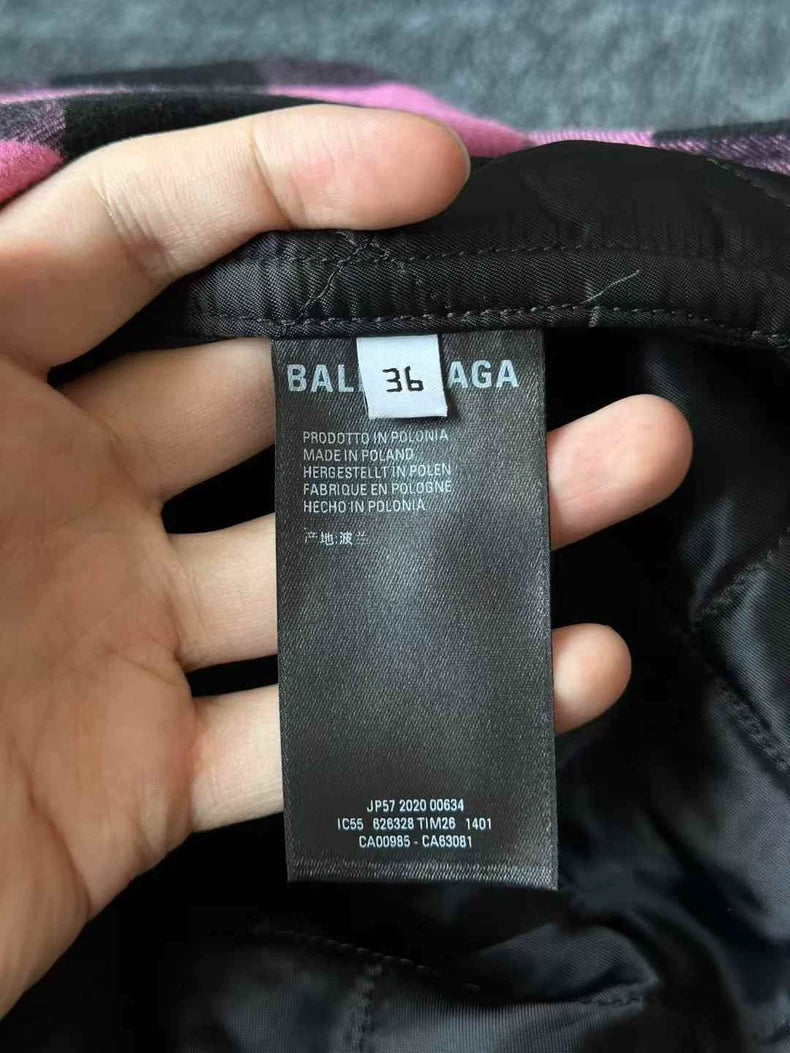 BAL AGA
36
PRODOTTO IN POLONIA
MADE IN POLAND
HERGESTELLT IN POLEN
FABRIQUE EN POLOGNE
HECHO IN POLONIA
产地:波兰
JP57 2020 00634
IC55 626328 TIM26 1401
CA00985 - CA63081